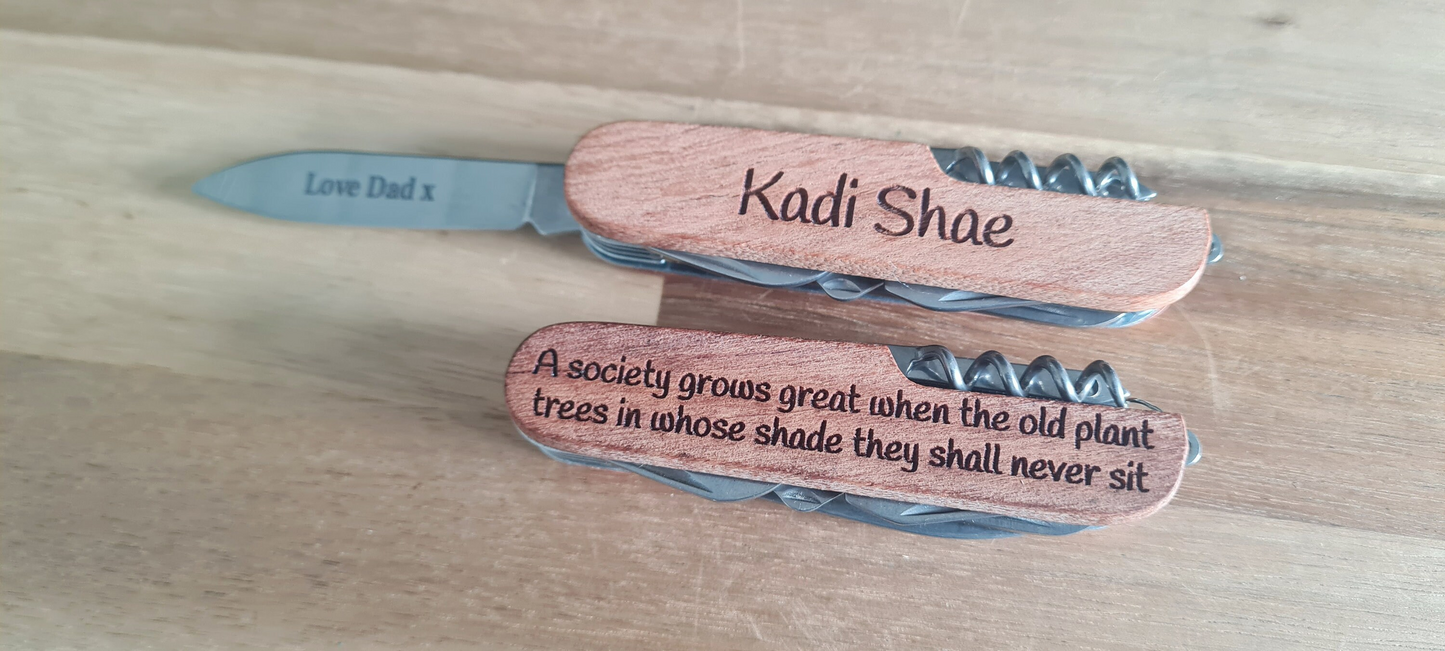 Love Dad x
Kadi Shae
A society grows great when the old plant
trees in whose shade they shall never sit